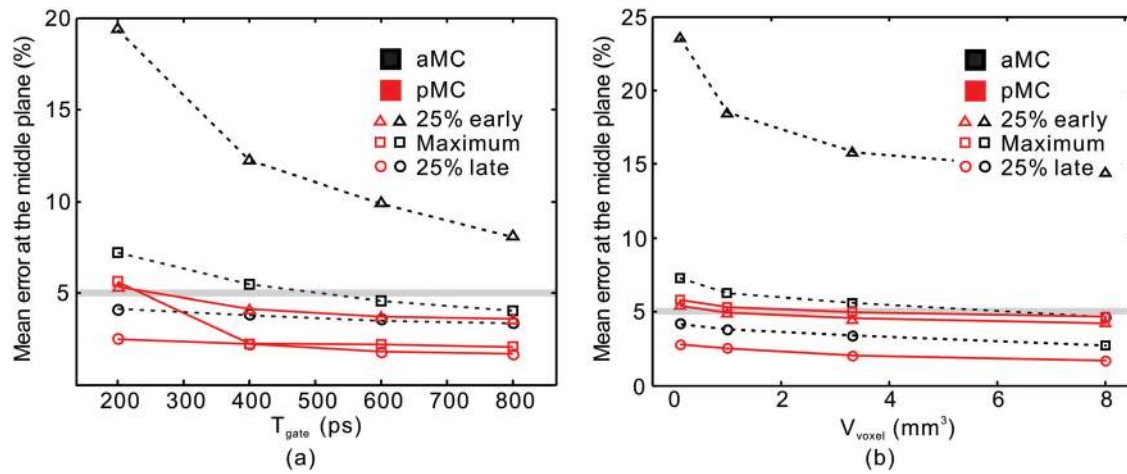 20
15
10
5
Mean error at the middle plane (%)
aMC
pMC
25% early
Maximum
25% late
200 300 400 500 600 700 800
T_gate (ps)
(a)
25
20
15
10
5
0
Mean error at the middle plane (%)
aMC
pMC
25% early
Maximum
25% late
0 2 4 6 8
V_voxel (mm³)
(b)